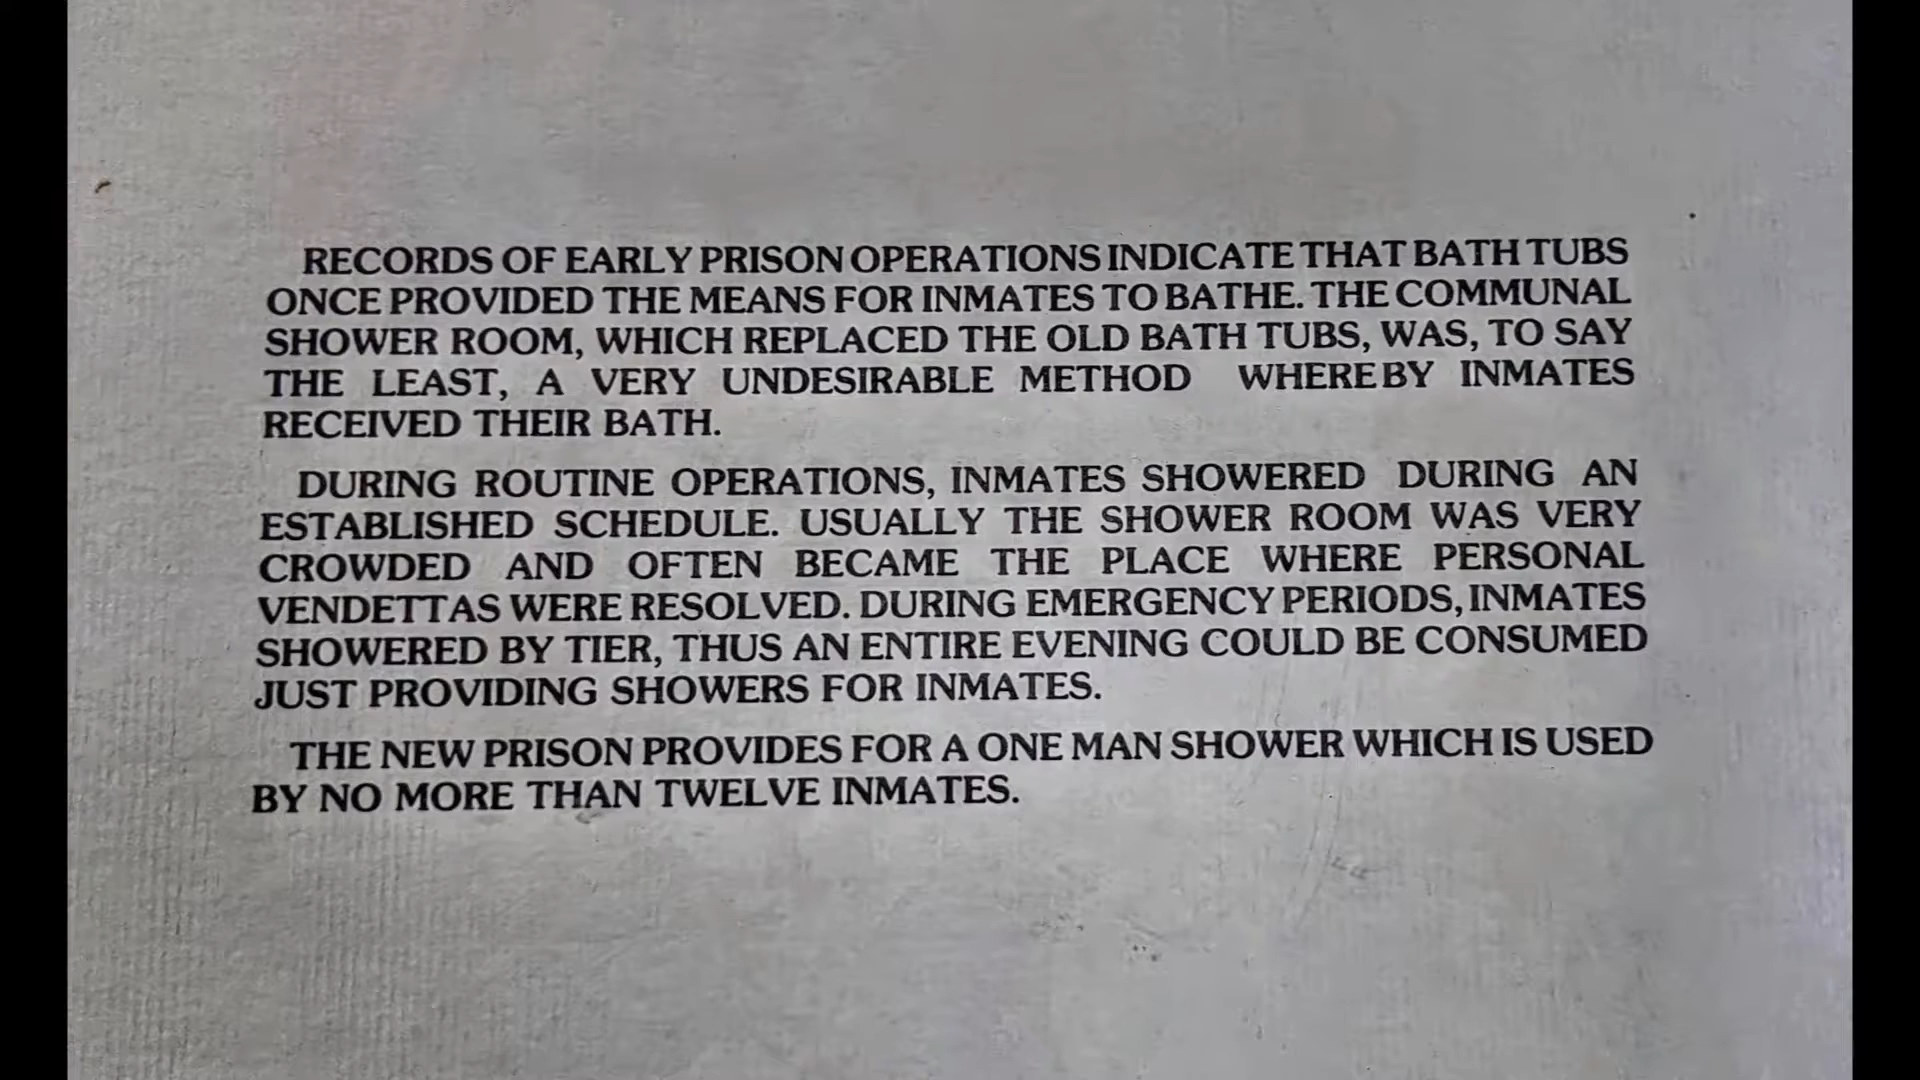 RECORDS OF EARLY PRISON OPERATIONS INDICATE THAT BATH TUBS
ONCE PROVIDED THE MEANS FOR INMATES TO BATHE. THE COMMUNAL
SHOWER ROOM, WHICH REPLACED THE OLD BATH TUBS, WAS, TO SAY
THE LEAST, A VERY UNDESIRABLE METHOD WHEREBY INMATES
RECEIVED THEIR BATH.
DURING ROUTINE OPERATIONS, INMATES SHOWERED DURING AN
ESTABLISHED SCHEDULE. USUALLY THE SHOWER ROOM WAS VERY
CROWDED AND OFTEN BECAME THE PLACE WHERE PERSONAL
VENDETTAS WERE RESOLVED. DURING EMERGENCY PERIODS, INMATES
SHOWERED BY TIER, THUS AN ENTIRE EVENING COULD BE CONSUMED
JUST PROVIDING SHOWERS FOR INMATES.
THE NEW PRISON PROVIDES FOR A ONE MAN SHOWER WHICH IS USED
BY NO MORE THAN TWELVE INMATES.